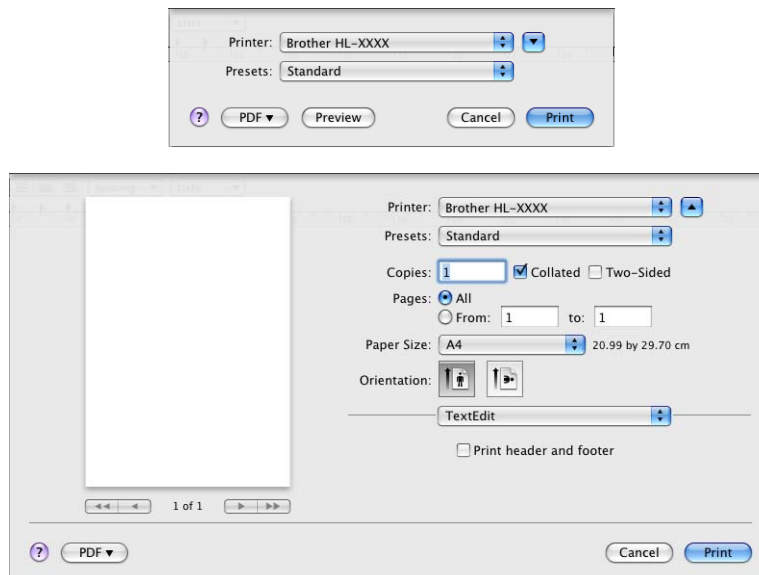 Printer: Brother HL-XXXX
Presets: Standard
? PDF▼ Preview Cancel Print
Printer: Brother HL-XXXX
Presets: Standard
Copies: 1 Collated Two-Sided
Pages: All
From: 1 to: 1
Paper Size: A4 20.99 by 29.70 cm
Orientation:
TextEdit
Print header and footer
1 of 1
? PDF▼ Cancel Print